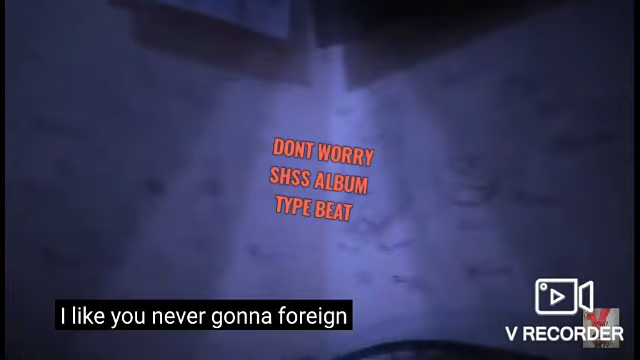 DONT WORRY
SHSS ALBUM
TYPE BEAT
I like you never gonna foreign
V RECORDER